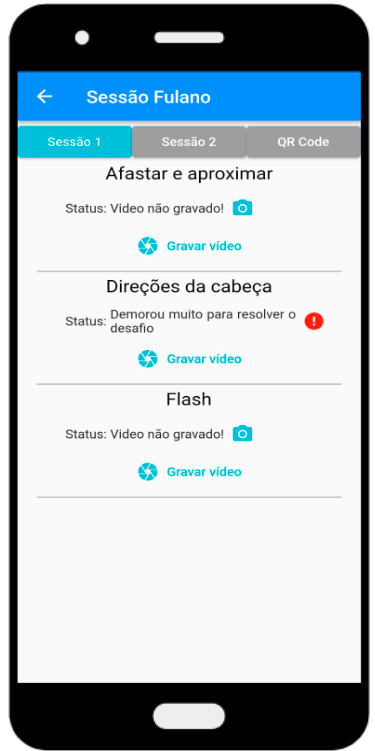 Sessão Fulano
Sessão 1 Sessão 2 QR Code
Afastar e aproximar
Status: Video não gravado!
Gravar vídeo
Direções da cabeça
Status: Demorou muito para resolver o
desafio
Gravar vídeo
Flash
Status: Video não gravado!
Gravar vídeo